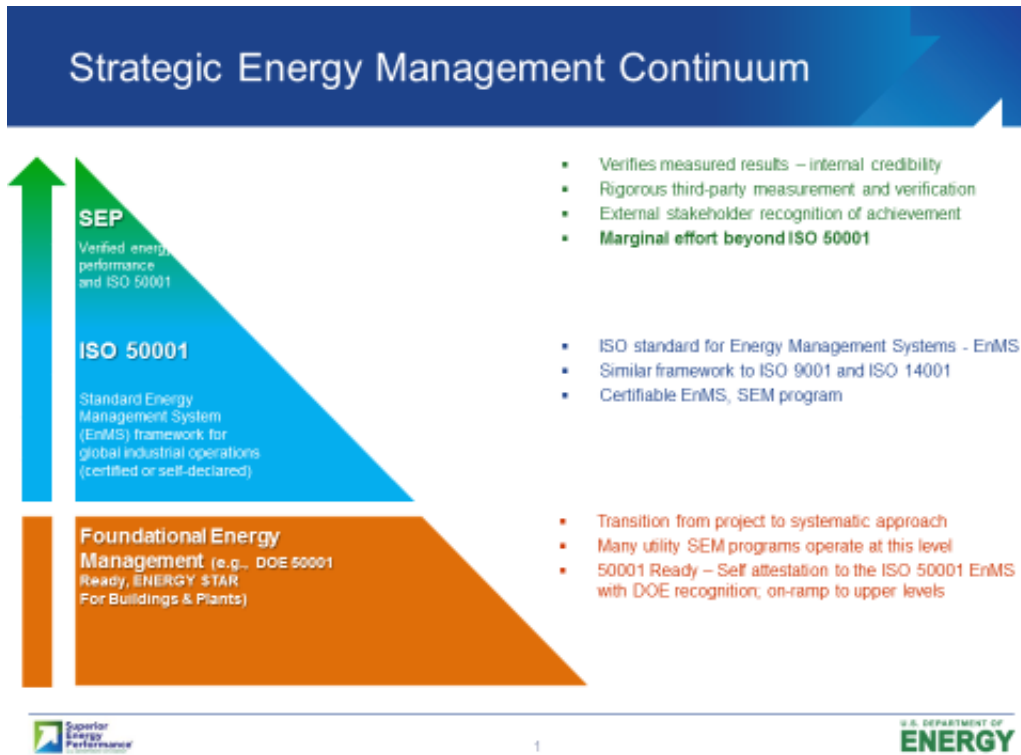 Strategic Energy Management Continuum
SEP
Verified energy
performance
and ISO 50001
▪ Verifies measured results – internal credibility
▪ Rigorous third-party measurement and verification
▪ External stakeholder recognition of achievement
▪ Marginal effort beyond ISO 50001
ISO 50001
Standard Energy
Management System
(EnMS) framework for
global industrial operations
(certified or self-declared)
▪ ISO standard for Energy Management Systems - EnMS
▪ Similar framework to ISO 9001 and ISO 14001
▪ Certifiable EnMS, SEM program
Foundational Energy
Management (e.g., DOE 50001
Ready, ENERGY STAR
For Buildings & Plants)
▪ Transition from project to systematic approach
▪ Many utility SEM programs operate at this level
▪ 50001 Ready – Self attestation to the ISO 50001 EnMS
with DOE recognition; on-ramp to upper levels
Superior
Energy
Performance
1
U.S. DEPARTMENT OF
ENERGY